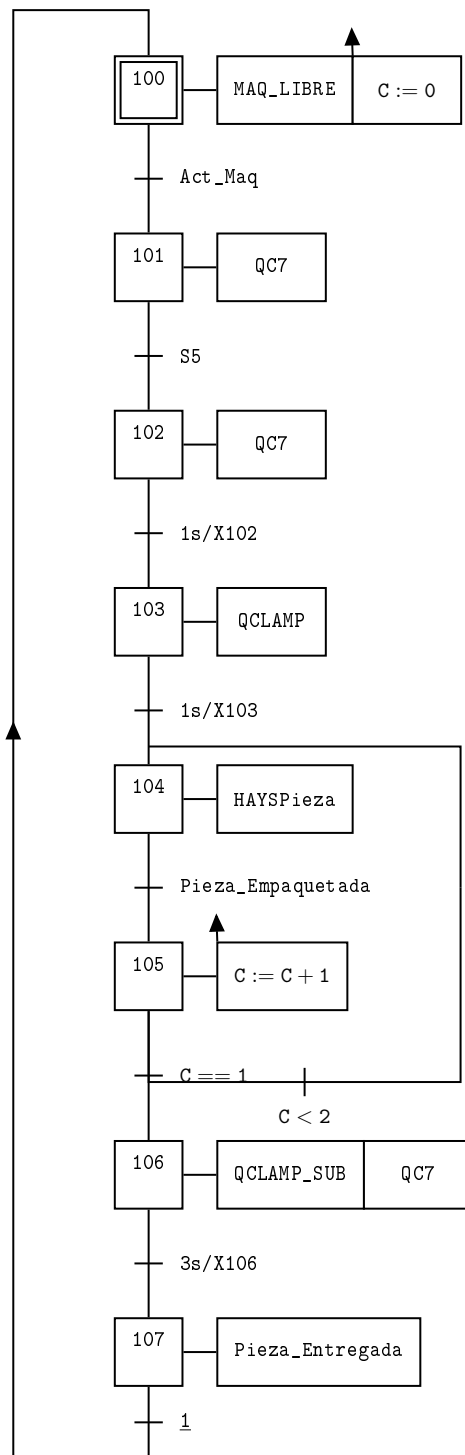 100 MAQ_LIBRE C := 0
Act_Maq
101 QC7
S5
102 QC7
1s/X102
103 QCLAMP
1s/X103
104 HAYSPieza
Pieza_Empaquetada
105 C := C + 1
C == 1
C < 2
106 QCLAMP_SUB QC7
3s/X106
107 Pieza_Entregada
1